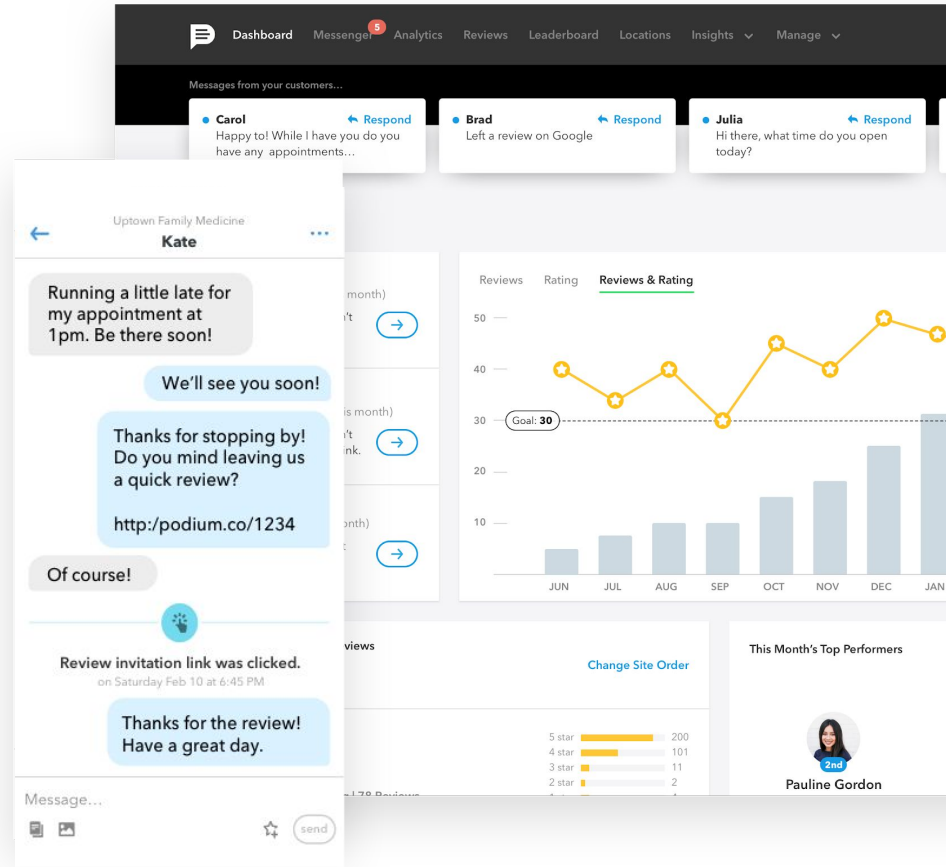 Dashboard Messenger 5 Analytics Reviews Leaderboard Locations Insights Manage
Messages from your customers...
Carol Respond
Happy to! While I have you do you
have any appointments...
Brad Respond
Left a review on Google
Julia Respond
Hi there, what time do you open
today?
Uptown Family Medicine
Kate
Running a little late for
my appointment at
1pm. Be there soon!
We'll see you soon!
Thanks for stopping by!
Do you mind leaving us
a quick review?
http:/podium.co/1234
Of course!
Review invitation link was clicked.
on Saturday Feb 10 at 6:45 PM
Thanks for the review!
Have a great day.
Message...
send
month)
't
is month)
't
nk.
onth)
Reviews Rating Reviews & Rating
50
40
30
Goal: 30
20
10
JUN JUL AUG SEP OCT NOV DEC JAN
views
Change Site Order
5 star 200
4 star 101
3 star 11
2 star 2
This Month's Top Performers
2nd
Pauline Gordon